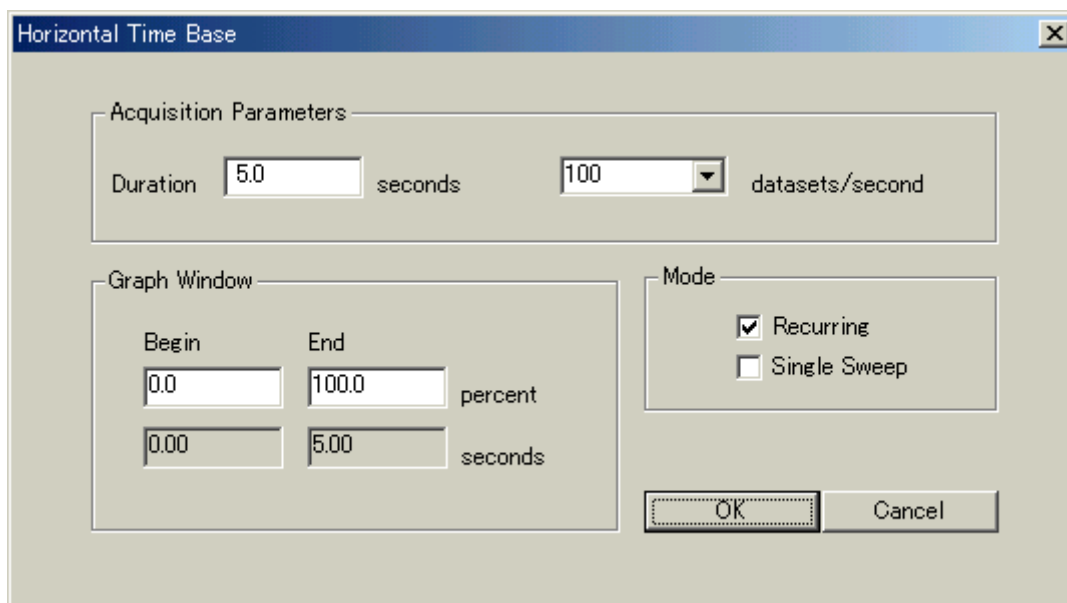 Horizontal Time Base
Acquisition Parameters
Duration 5.0 seconds 100 datasets/second
Graph Window
Begin End
0.0 100.0 percent
0.00 5.00 seconds
Mode
Recurring
Single Sweep
OK Cancel